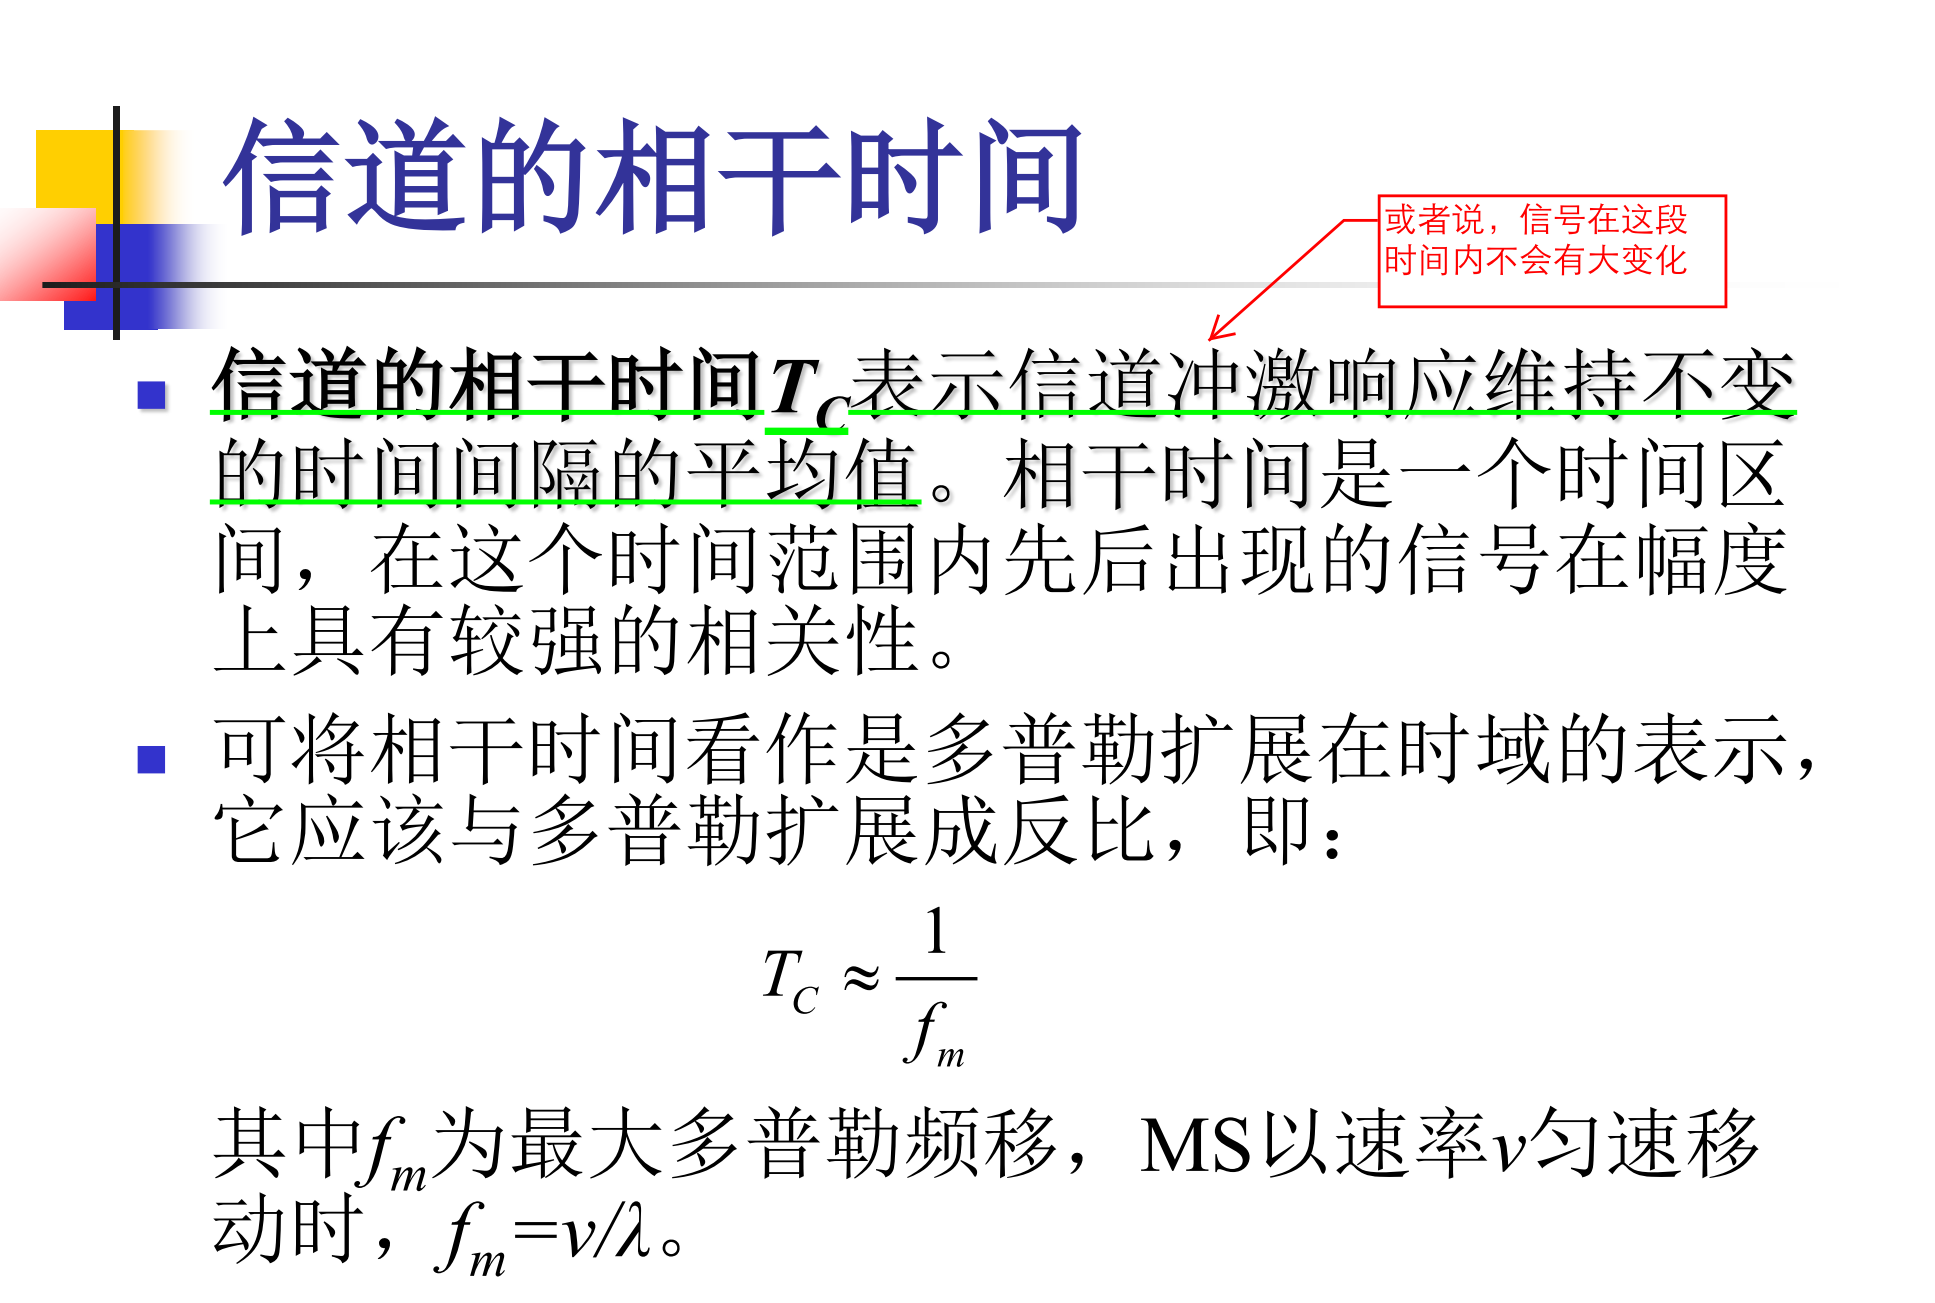 信道的相干时间
或者说，信号在这段
时间内不会有大变化
信道的相干时间T_C表示信道冲激响应维持不变
的时间间隔的平均值。相干时间是一个时间区
间，在这个时间范围内先后出现的信号在幅度
上具有较强的相关性。
可将相干时间看作是多普勒扩展在时域的表示，
它应该与多普勒扩展成反比，即：
T_C ≈ 1/f_m
其中f_m为最大多普勒频移，MS以速率v匀速移
动时，f_m=v/λ。